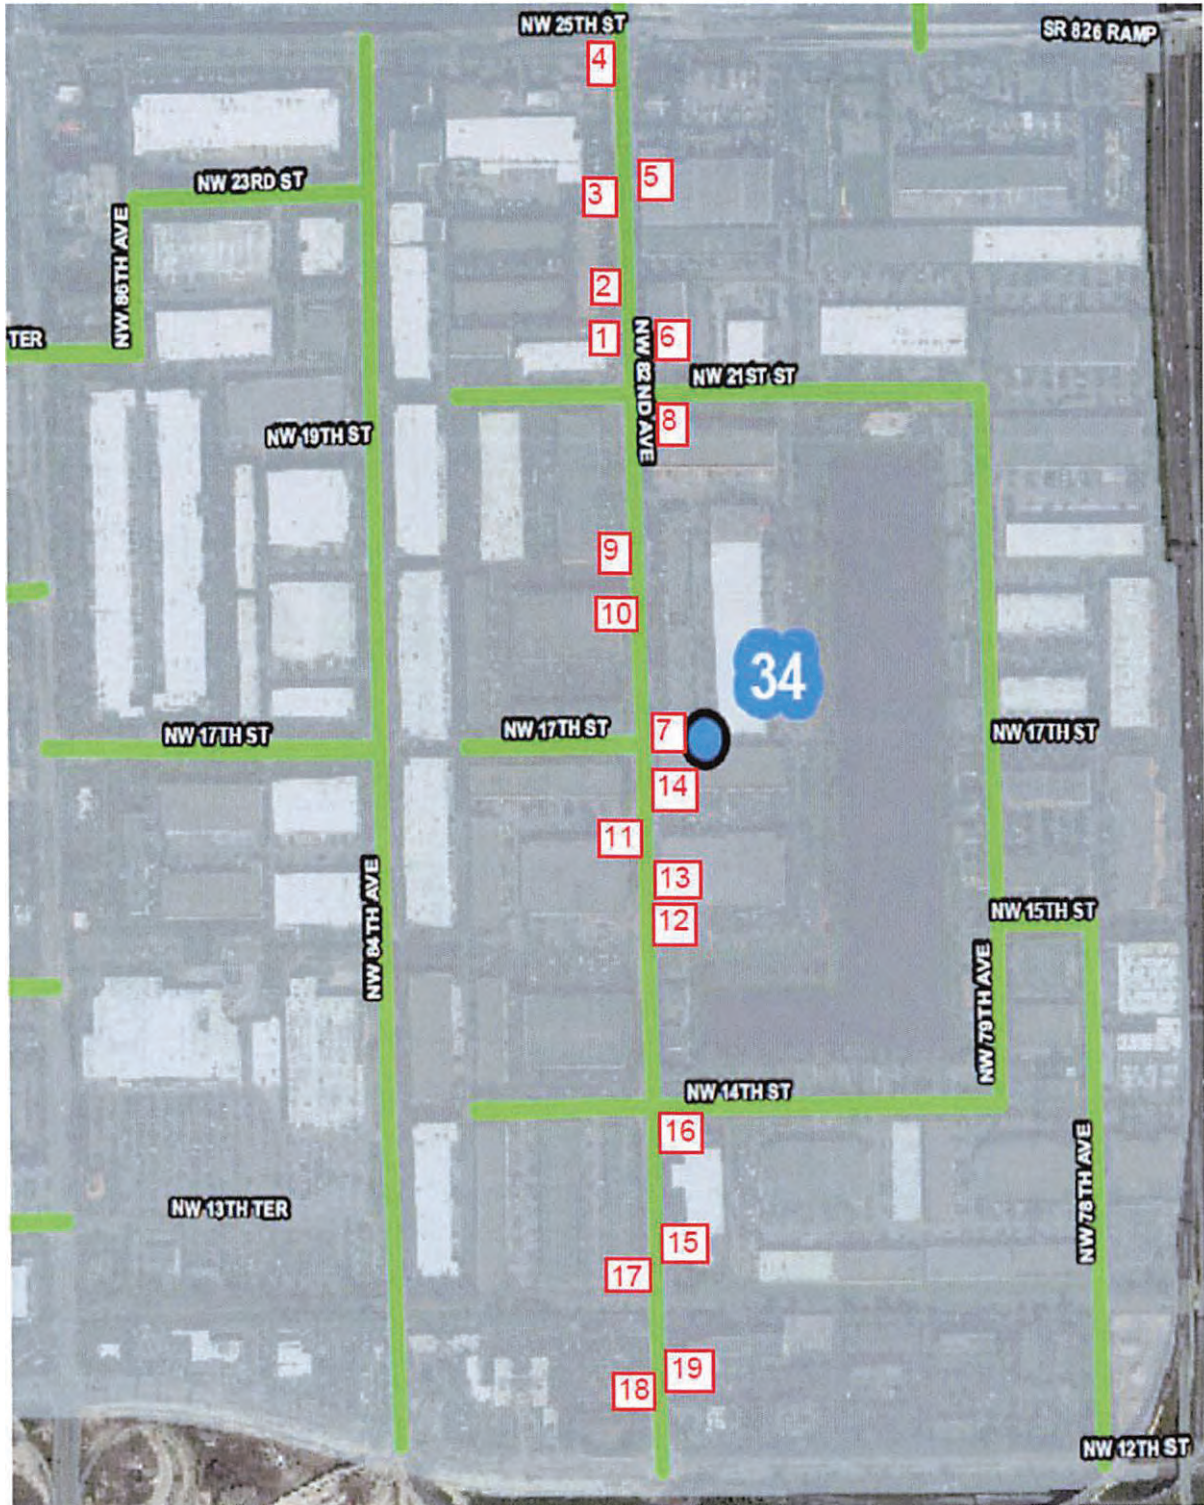 NW 25TH ST
SR 826 RAMP
4
NW 23RD ST
5
3
NW 86TH AVE
2
TER
1
6
NW 82ND AVE
NW 21ST ST
8
NW 19TH ST
9
10
34
NW 17TH ST
NW 17TH ST
7
NW 17TH ST
14
11
13
12
NW 84TH AVE
NW 15TH ST
NW 79TH AVE
NW 14TH ST
16
NW 78TH AVE
NW 13TH TER
15
17
19
18
NW 12TH ST